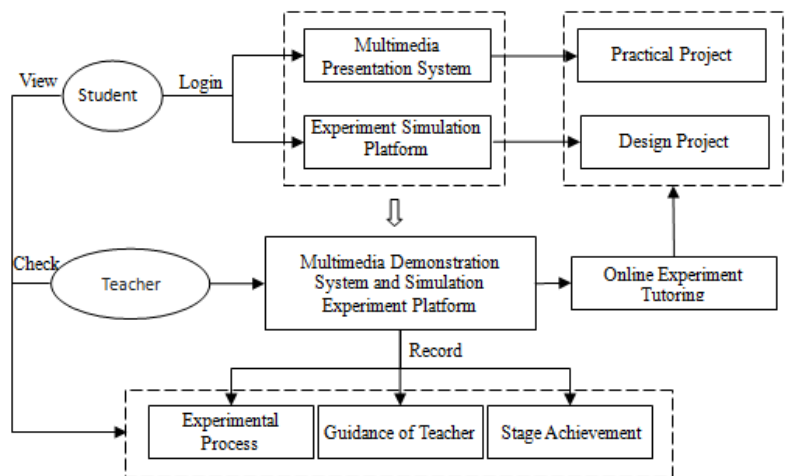 Multimedia
Presentation System
Practical Project
View
Student
Login
Experiment Simulation
Platform
Design Project
Check
Teacher
Multimedia Demonstration
System and Simulation
Experiment Platform
Online Experiment
Tutoring
Record
Experimental
Process
Guidance of Teacher
Stage Achievement